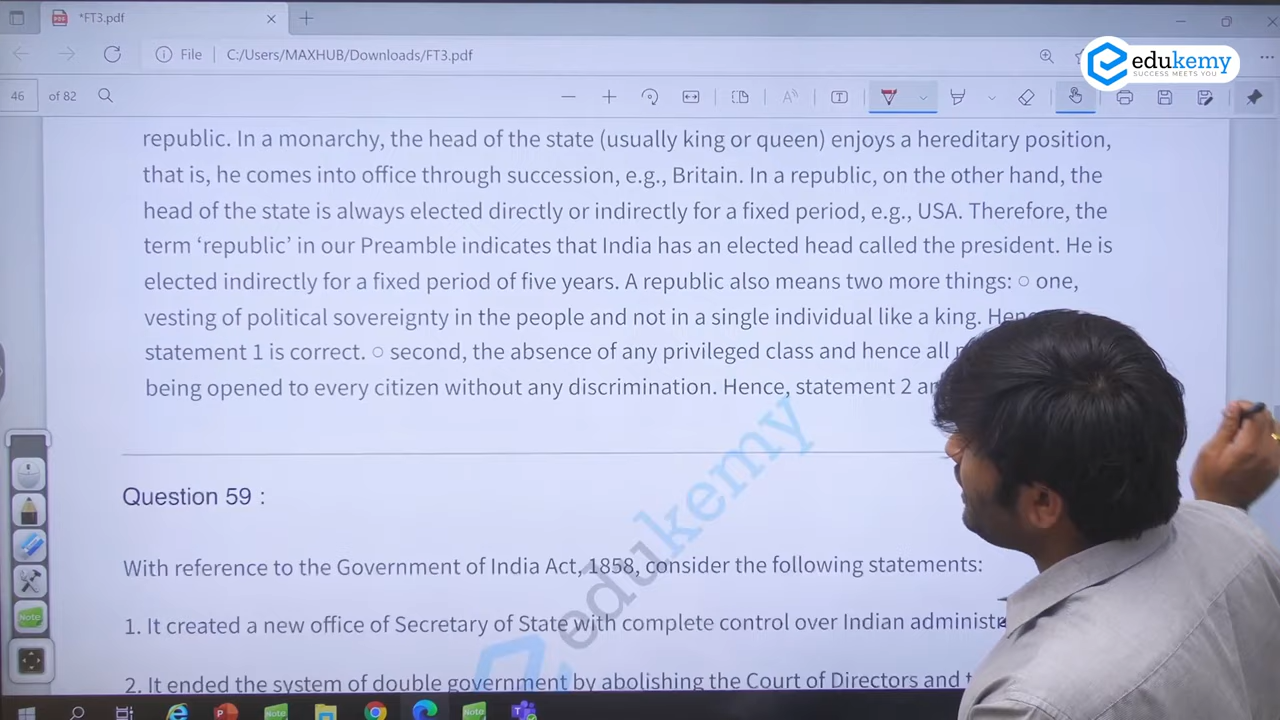 *FT3.pdf
File C:/Users/MAXHUB/Downloads/FT3.pdf
edukemy
SUCCESS MEETS YOU
46 of 82
republic. In a monarchy, the head of the state (usually king or queen) enjoys a hereditary position,
that is, he comes into office through succession, e.g., Britain. In a republic, on the other hand, the
head of the state is always elected directly or indirectly for a fixed period, e.g., USA. Therefore, the
term ‘republic’ in our Preamble indicates that India has an elected head called the president. He is
elected indirectly for a fixed period of five years. A republic also means two more things: ○ one,
vesting of political sovereignty in the people and not in a single individual like a king.
statement 1 is correct. ○ second, the absence of any privileged class and hence all
being opened to every citizen without any discrimination. Hence, statement 2
edukemy
Question 59 :
With reference to the Government of India Act, 1858, consider the following statements:
1. It created a new office of Secretary of State with complete control over Indian
2. It ended the system of double government by abolishing the Court of Directors and
Note